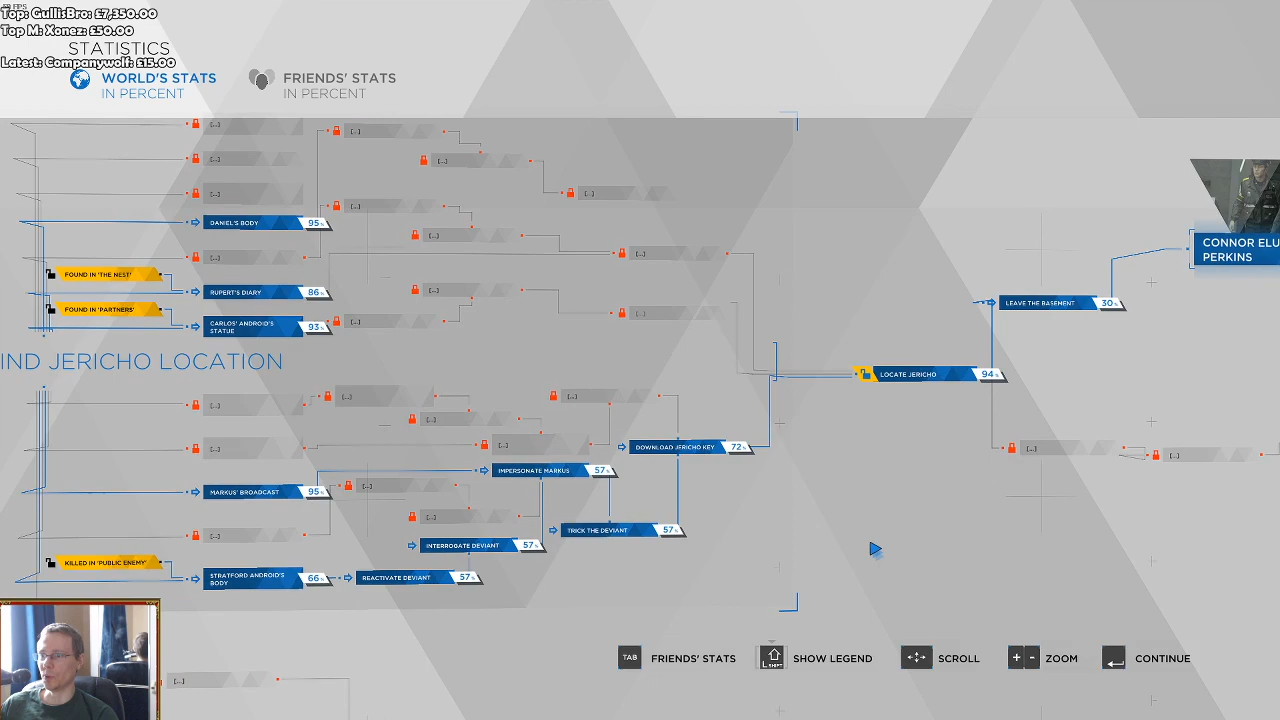 59 FPS
Top: GullisBro: £7,350.00
Top M: Xonez: £50.00
STATISTICS
Latest: Companywolf: £15.00
WORLD'S STATS
IN PERCENT
FRIENDS' STATS
IN PERCENT
[...]
[...]
[...]
[...]
[...]
[...]
DANIEL'S BODY 95%
[...]
[...]
[...]
[...]
FOUND IN 'THE NEST'
RUPERT'S DIARY 86%
[...]
FOUND IN 'PARTNERS'
CARLOS' ANDROID'S
STATUE 93%
[...]
[...]
CONNOR ELU
PERKINS
LEAVE THE BASEMENT 30%
IND JERICHO LOCATION
LOCATE JERICHO 94%
[...]
[...]
[...]
[...]
[...]
[...]
DOWNLOAD JERICHO KEY 72%
[...]
[...]
IMPERSONATE MARKUS 57%
MARKUS' BROADCAST 95%
[...]
[...]
TRICK THE DEVIANT 57%
[...]
INTERROGATE DEVIANT 57%
KILLED IN 'PUBLIC ENEMY'
STRATFORD ANDROID'S
BODY 66%
REACTIVATE DEVIANT 57%
TAB FRIENDS' STATS
L SHIFT SHOW LEGEND
SCROLL
+ - ZOOM
CONTINUE
[...]